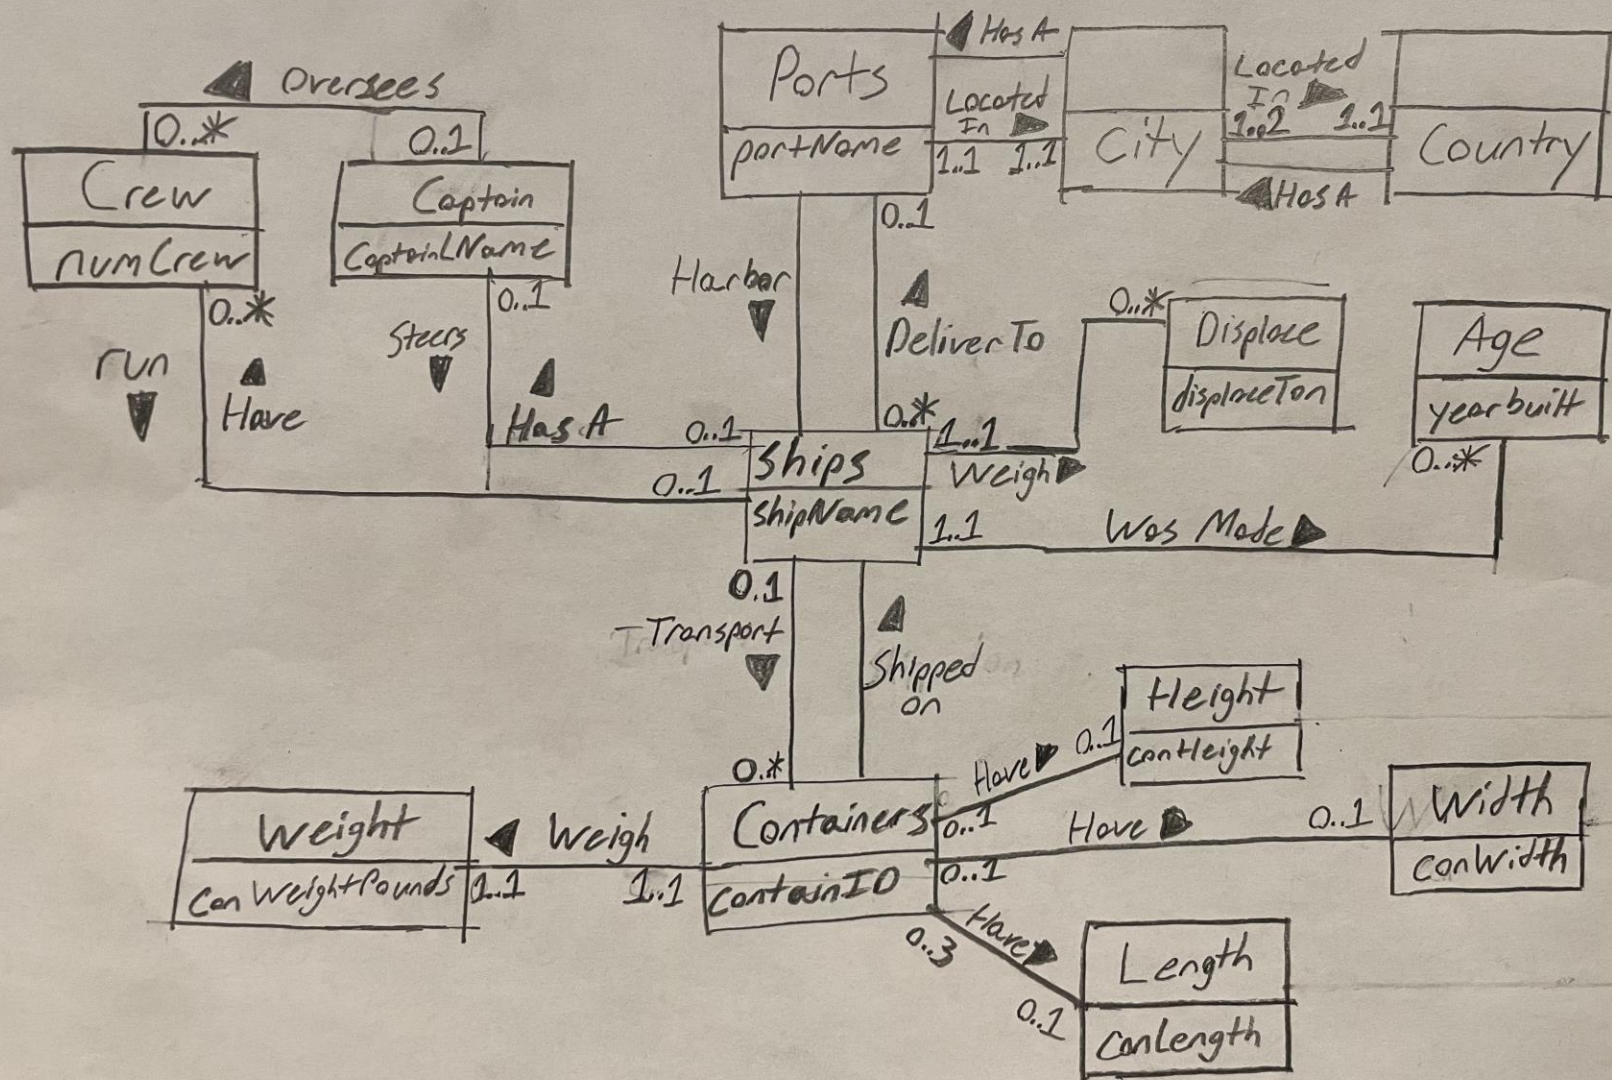 Oversees
0..*
0..1
Crew
numCrew
Captain
CaptainLName
0..*
run
Have
0..1
Steers
Has A
0..1
0..1
Ports
portName
Has A
Located
In
1..1
1..1
City
Located
In
1..2
1..1
Has A
Country
Harbor
0..1
Deliver To
0..*
Ships
shipName
1..1
Weigh
0..*
Displace
displaceTon
Age
yearbuilt
0..*
1..1
Was Made
0.1
Transport
Shipped
on
0.*
Containers
containID
Weigh
1..1
1..1
Weight
conWeightPounds
Have
0..1
0..1
Height
conHeight
Have
0..1
0..1
Width
conWidth
Have
0..3
0..1
Length
conLength